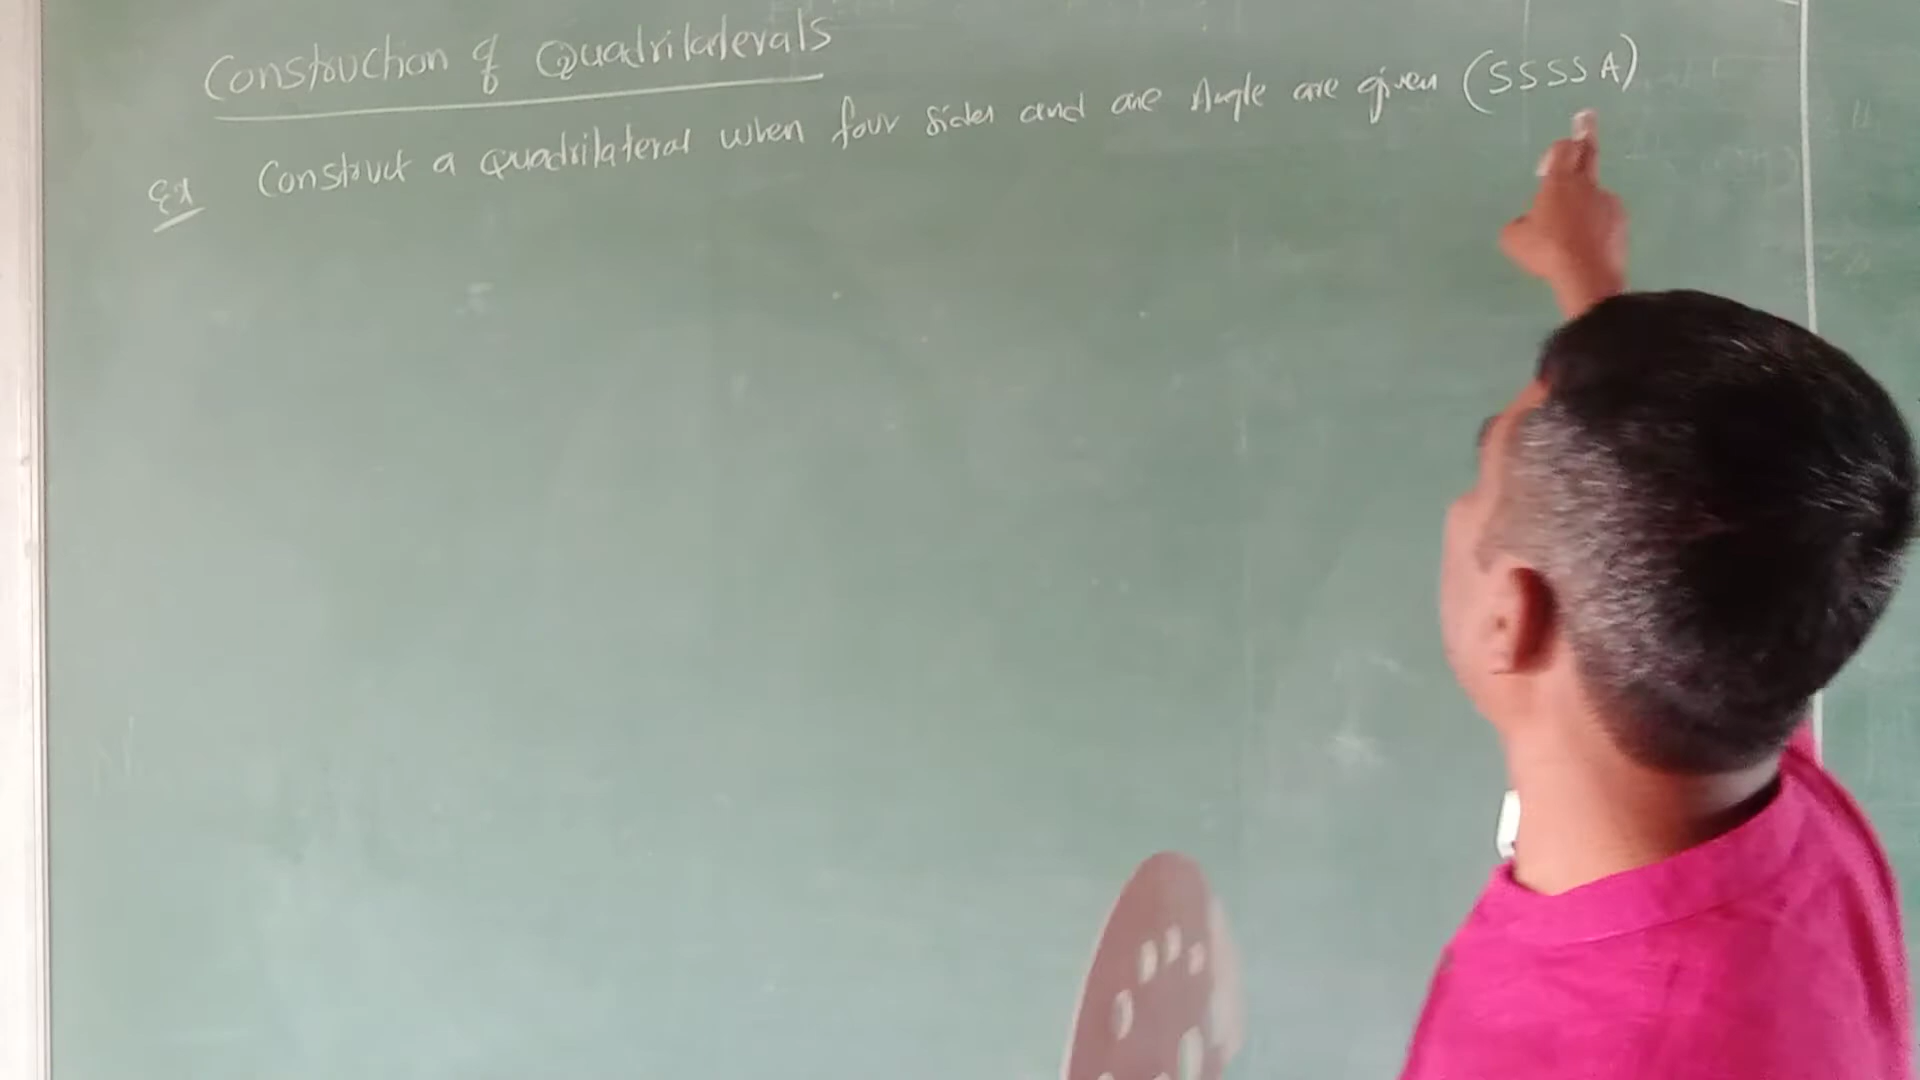 Construction of Quadrilaterals
Ex Construct a Quadrilateral when four sides and one Angle are given (SSSSA)